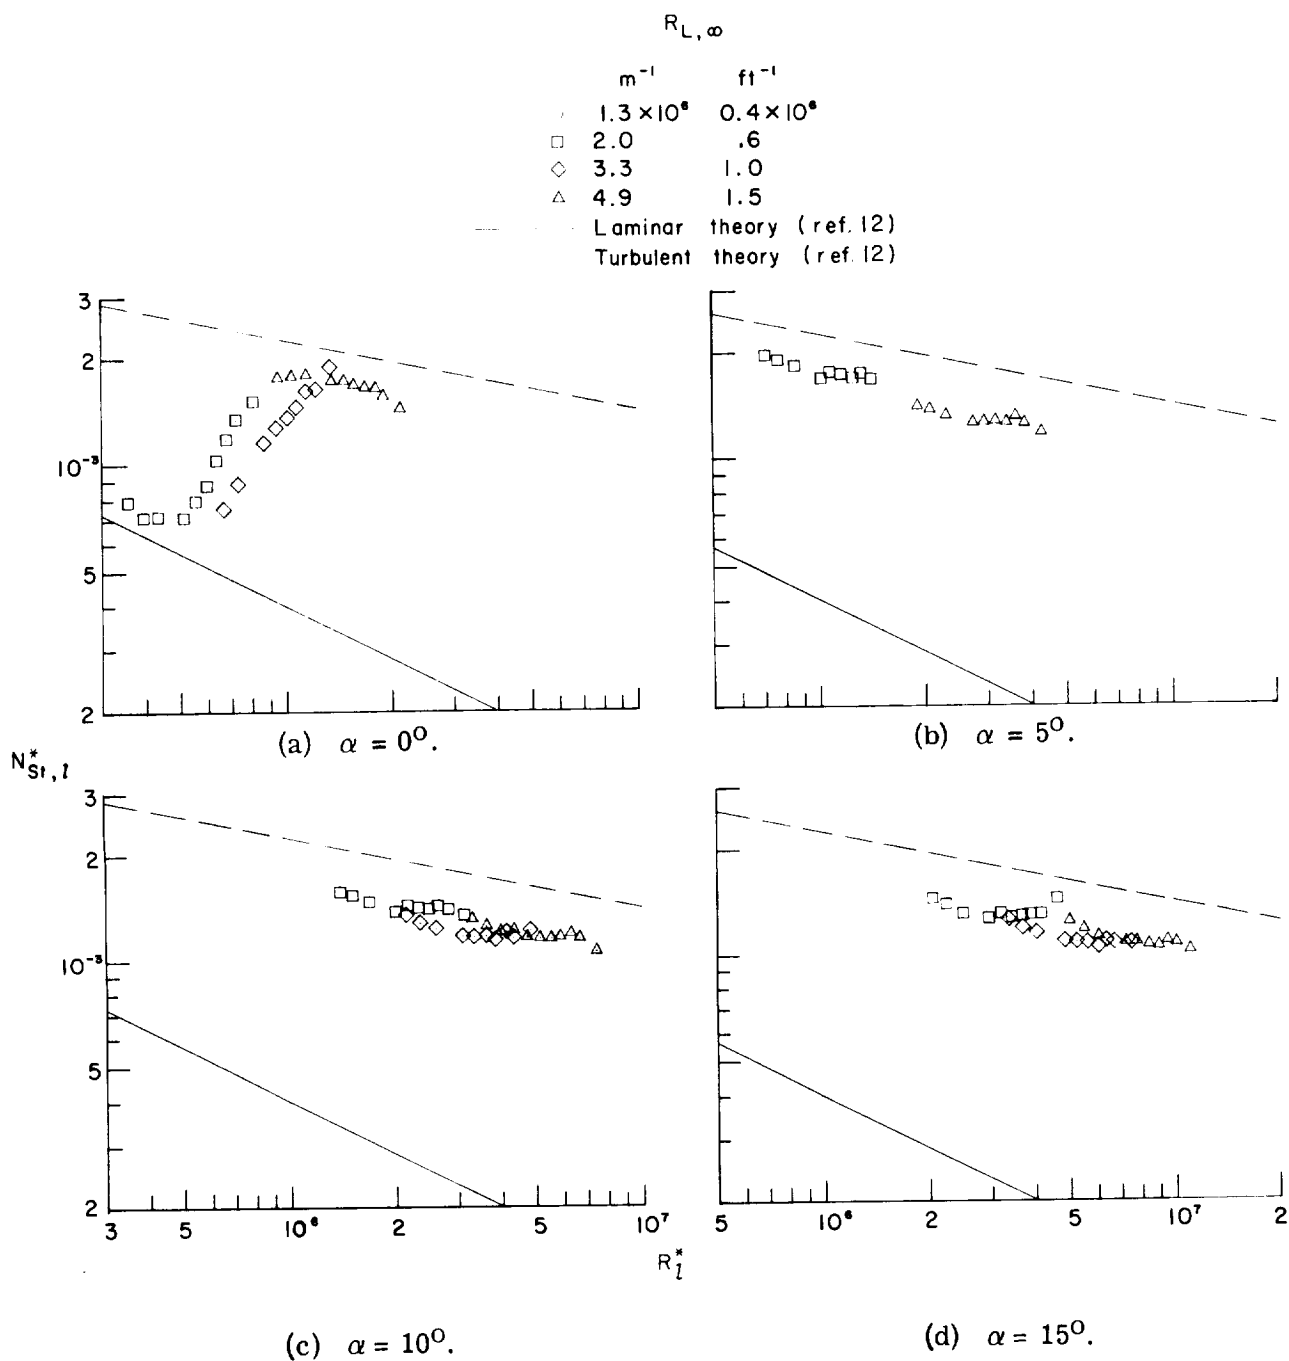 R_L,∞
m⁻¹ ft⁻¹
1.3 ×10⁶ 0.4 ×10⁶
2.0 .6
3.3 1.0
4.9 1.5
Laminar theory (ref. 12)
Turbulent theory (ref. 12)
3
2
10⁻³
5
2
(a) α = 0°.
(b) α = 5°.
N*_St,l
3
2
10⁻³
5
2
3 5 10⁶ 2 5 10⁷
5 10⁶ 2 5 10⁷ 2
R*_l
(c) α = 10°.
(d) α = 15°.